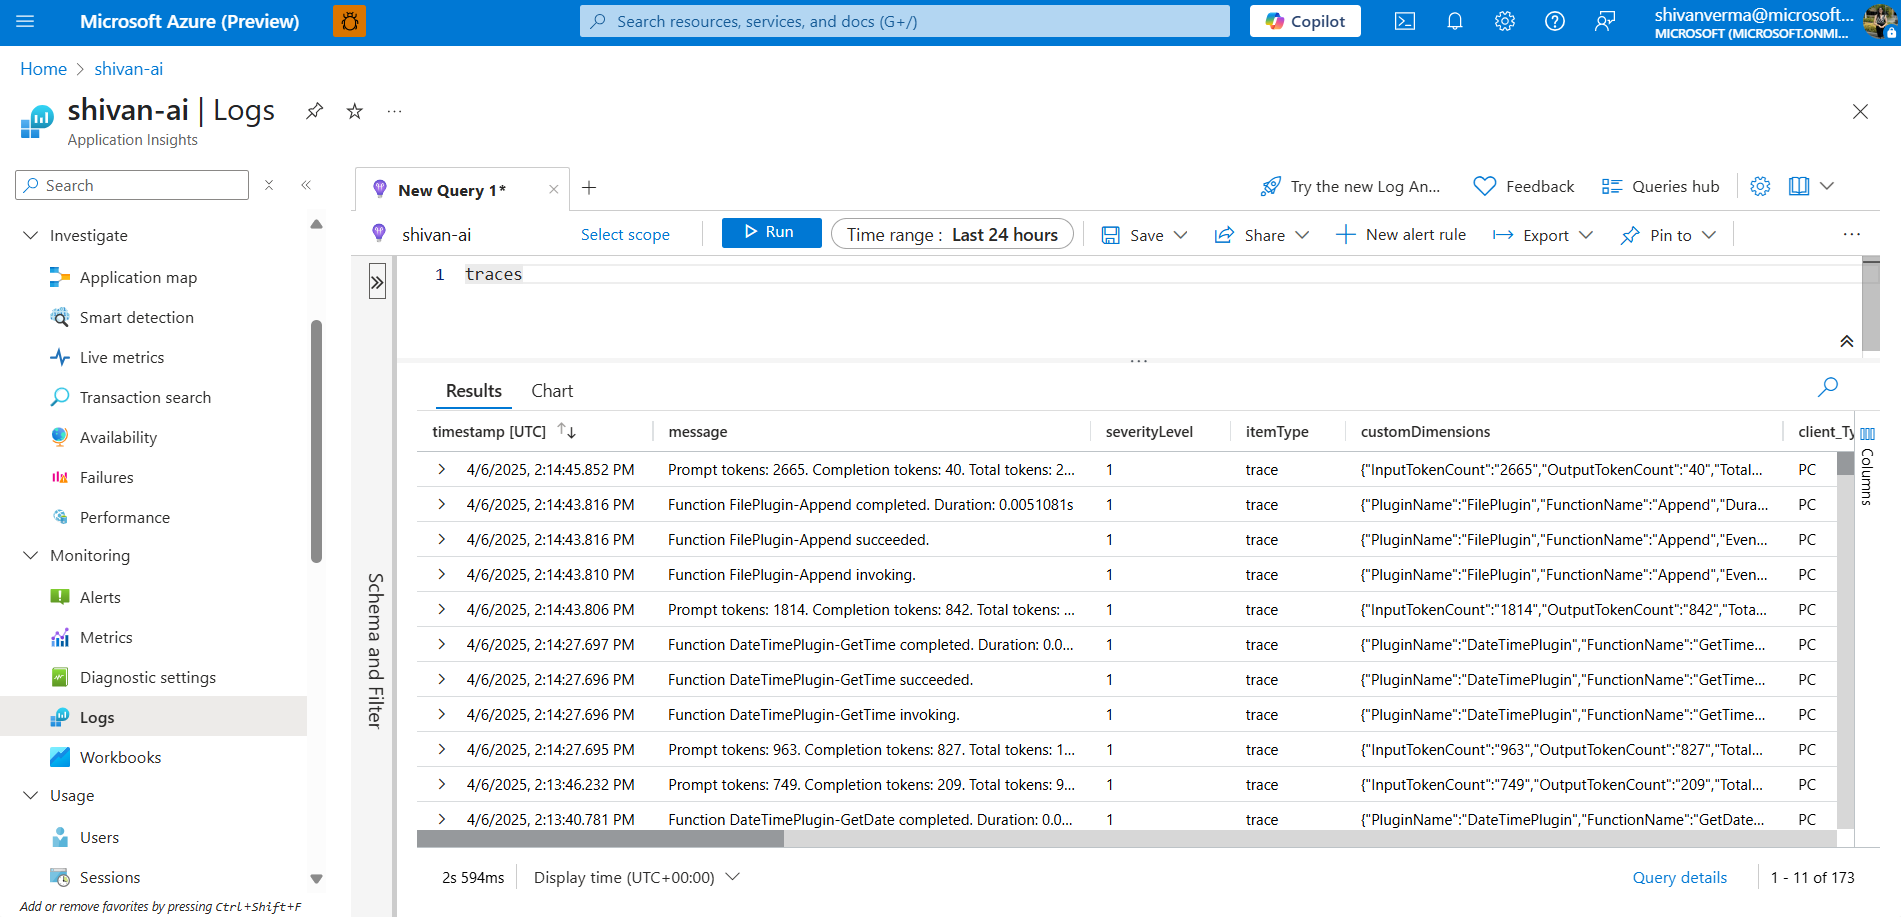 Microsoft Azure (Preview)
Search resources, services, and docs (G+/)
Copilot
shivanverma@microsoft...
MICROSOFT (MICROSOFT.ONMI...
Home > shivan-ai
shivan-ai | Logs
...
Application Insights
Search
Investigate
Application map
Smart detection
Live metrics
Transaction search
Availability
Failures
Performance
Monitoring
Alerts
Metrics
Diagnostic settings
Logs
Workbooks
Usage
Users
Sessions
Add or remove favorites by pressing Ctrl+Shift+F
New Query 1*
Try the new Log An...
Feedback
Queries hub
shivan-ai
Select scope
Run
Time range : Last 24 hours
Save
Share
New alert rule
Export
Pin to
...
Schema and Filter
1 traces
...
Results Chart
timestamp [UTC] message severityLevel itemType customDimensions client_Ty
4/6/2025, 2:14:45.852 PM Prompt tokens: 2665. Completion tokens: 40. Total tokens: 2... 1 trace {"InputTokenCount":"2665","OutputTokenCount":"40","Total... PC
4/6/2025, 2:14:43.816 PM Function FilePlugin-Append completed. Duration: 0.0051081s 1 trace {"PluginName":"FilePlugin","FunctionName":"Append","Dura... PC
4/6/2025, 2:14:43.816 PM Function FilePlugin-Append succeeded. 1 trace {"PluginName":"FilePlugin","FunctionName":"Append","Even... PC
4/6/2025, 2:14:43.810 PM Function FilePlugin-Append invoking. 1 trace {"PluginName":"FilePlugin","FunctionName":"Append","Even... PC
4/6/2025, 2:14:43.806 PM Prompt tokens: 1814. Completion tokens: 842. Total tokens: ... 1 trace {"InputTokenCount":"1814","OutputTokenCount":"842","Tota... PC
4/6/2025, 2:14:27.697 PM Function DateTimePlugin-GetTime completed. Duration: 0.0... 1 trace {"PluginName":"DateTimePlugin","FunctionName":"GetTime... PC
4/6/2025, 2:14:27.696 PM Function DateTimePlugin-GetTime succeeded. 1 trace {"PluginName":"DateTimePlugin","FunctionName":"GetTime... PC
4/6/2025, 2:14:27.696 PM Function DateTimePlugin-GetTime invoking. 1 trace {"PluginName":"DateTimePlugin","FunctionName":"GetTime... PC
4/6/2025, 2:14:27.695 PM Prompt tokens: 963. Completion tokens: 827. Total tokens: 1... 1 trace {"InputTokenCount":"963","OutputTokenCount":"827","Total... PC
4/6/2025, 2:13:46.232 PM Prompt tokens: 749. Completion tokens: 209. Total tokens: 9... 1 trace {"InputTokenCount":"749","OutputTokenCount":"209","Total... PC
4/6/2025, 2:13:40.781 PM Function DateTimePlugin-GetDate completed. Duration: 0.0... 1 trace {"PluginName":"DateTimePlugin","FunctionName":"GetDate... PC
Columns
2s 594ms
Display time (UTC+00:00)
Query details
1 - 11 of 173